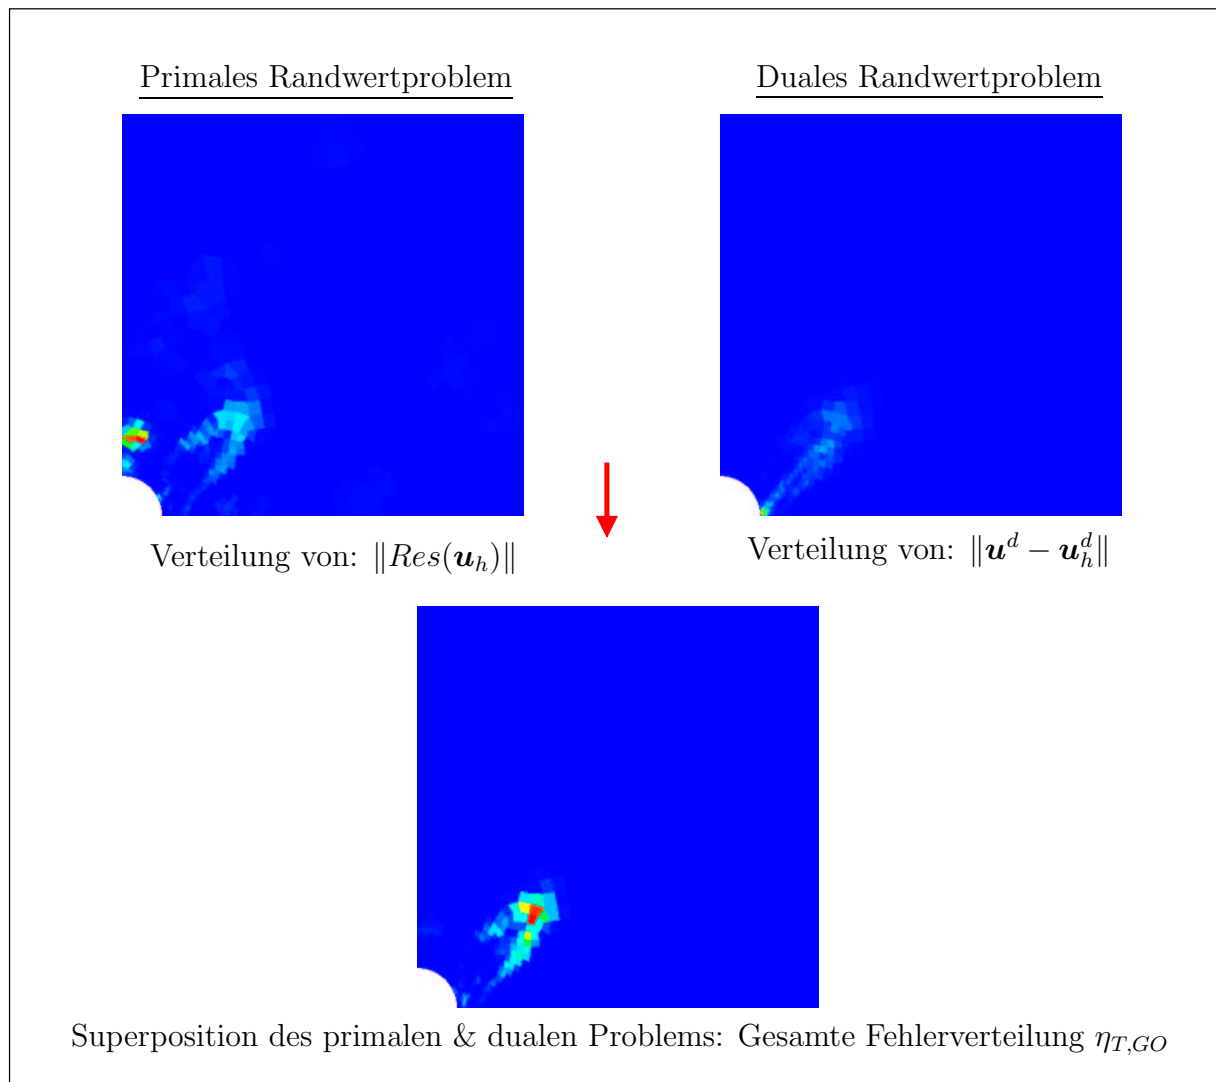 Primales Randwertproblem
Duales Randwertproblem
Verteilung von: ‖Res(𝒖_h)‖
Verteilung von: ‖𝒖^d − 𝒖_h^d‖
Superposition des primalen & dualen Problems: Gesamte Fehlerverteilung η_{T,GO}